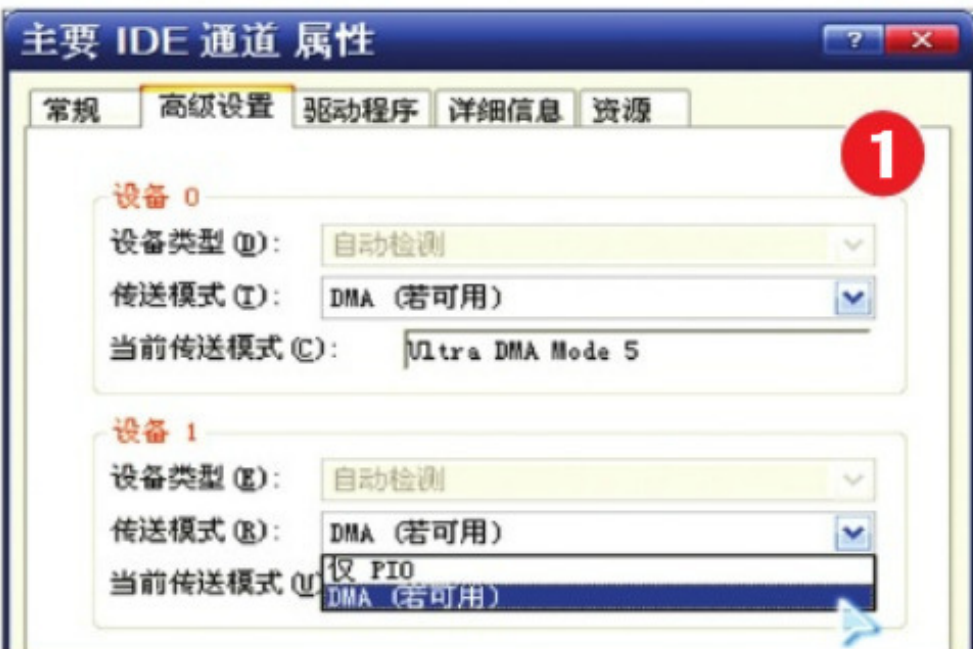 主要 IDE 通道 属性
常规 高级设置 驱动程序 详细信息 资源
1
设备 0
设备类型(D): 自动检测
传送模式(T): DMA (若可用)
当前传送模式(C): Ultra DMA Mode 5
设备 1
设备类型(E): 自动检测
传送模式(R): DMA (若可用)
仅 PIO
当前传送模式(U)
DMA (若可用)